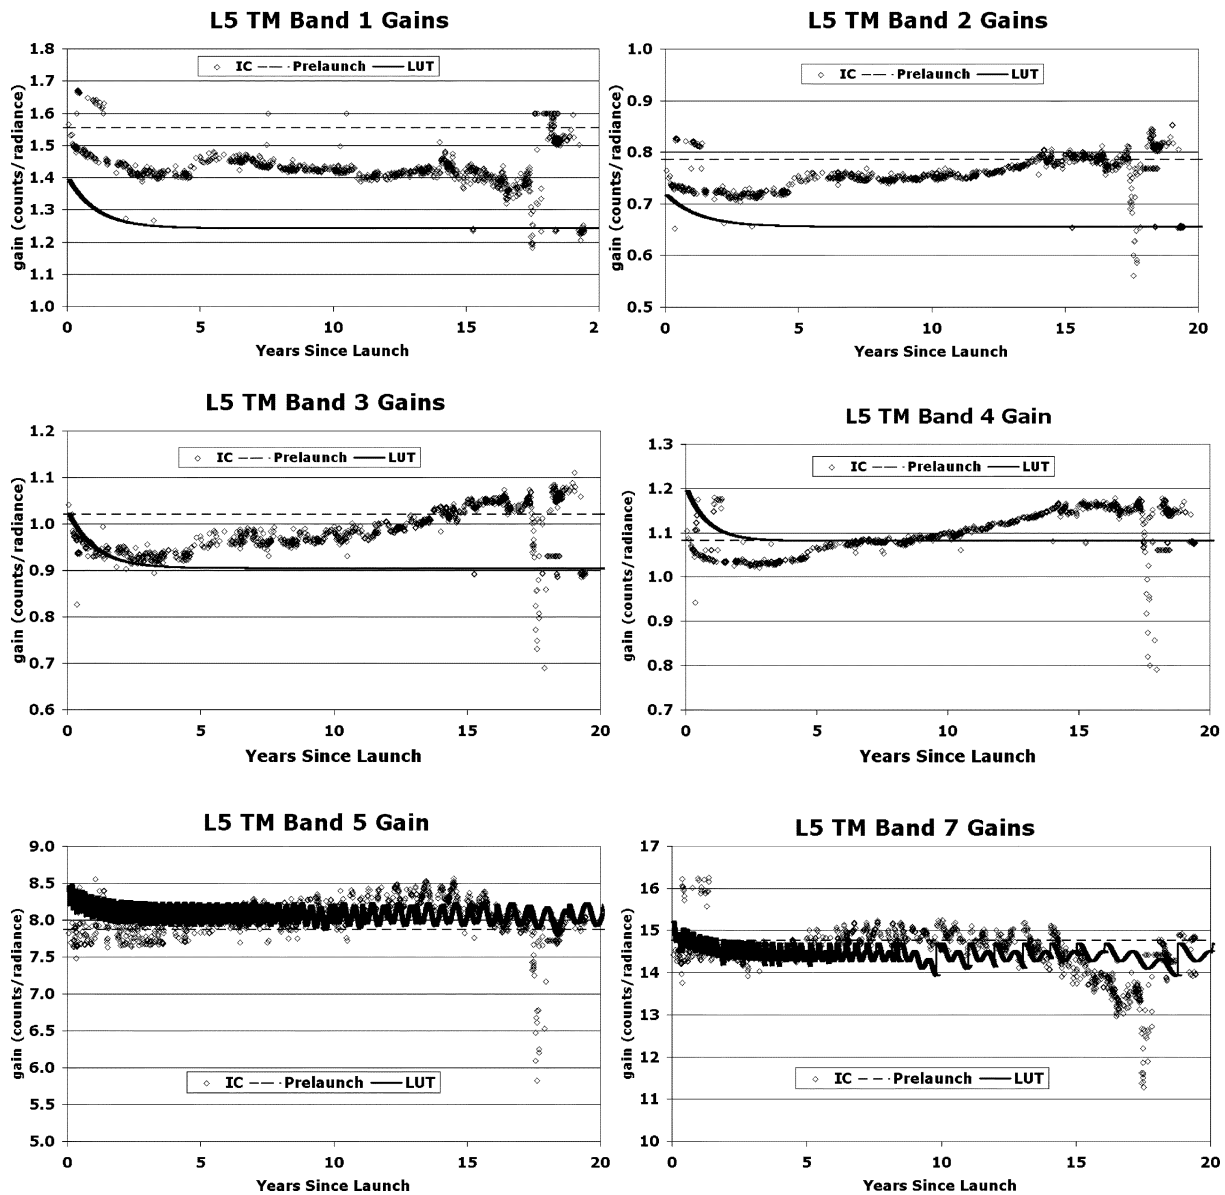 L5 TM Band 1 Gains
gain (counts/radiance)
1.8
1.7
1.6
1.5
1.4
1.3
1.2
1.1
1.0
IC Prelaunch LUT
0 5 10 15 2
Years Since Launch
L5 TM Band 2 Gains
gain (counts/radiance)
1.0
0.9
0.8
0.7
0.6
0.5
IC Prelaunch LUT
0 5 10 15 20
Years Since Launch
L5 TM Band 3 Gains
gain (counts/radiance)
1.2
1.1
1.0
0.9
0.8
0.7
0.6
IC Prelaunch LUT
0 5 10 15 20
Years Since Launch
L5 TM Band 4 Gain
gain (counts/radiance)
1.3
1.2
1.1
1.0
0.9
0.8
0.7
IC Prelaunch LUT
0 5 10 15 20
Years Since Launch
L5 TM Band 5 Gain
gain (counts/radiance)
9.0
8.5
8.0
7.5
7.0
6.5
6.0
5.5
5.0
IC Prelaunch LUT
0 5 10 15 20
Years Since Launch
L5 TM Band 7 Gains
gain (counts/radiance)
17
16
15
14
13
12
11
10
IC Prelaunch LUT
0 5 10 15 20
Years Since Launch